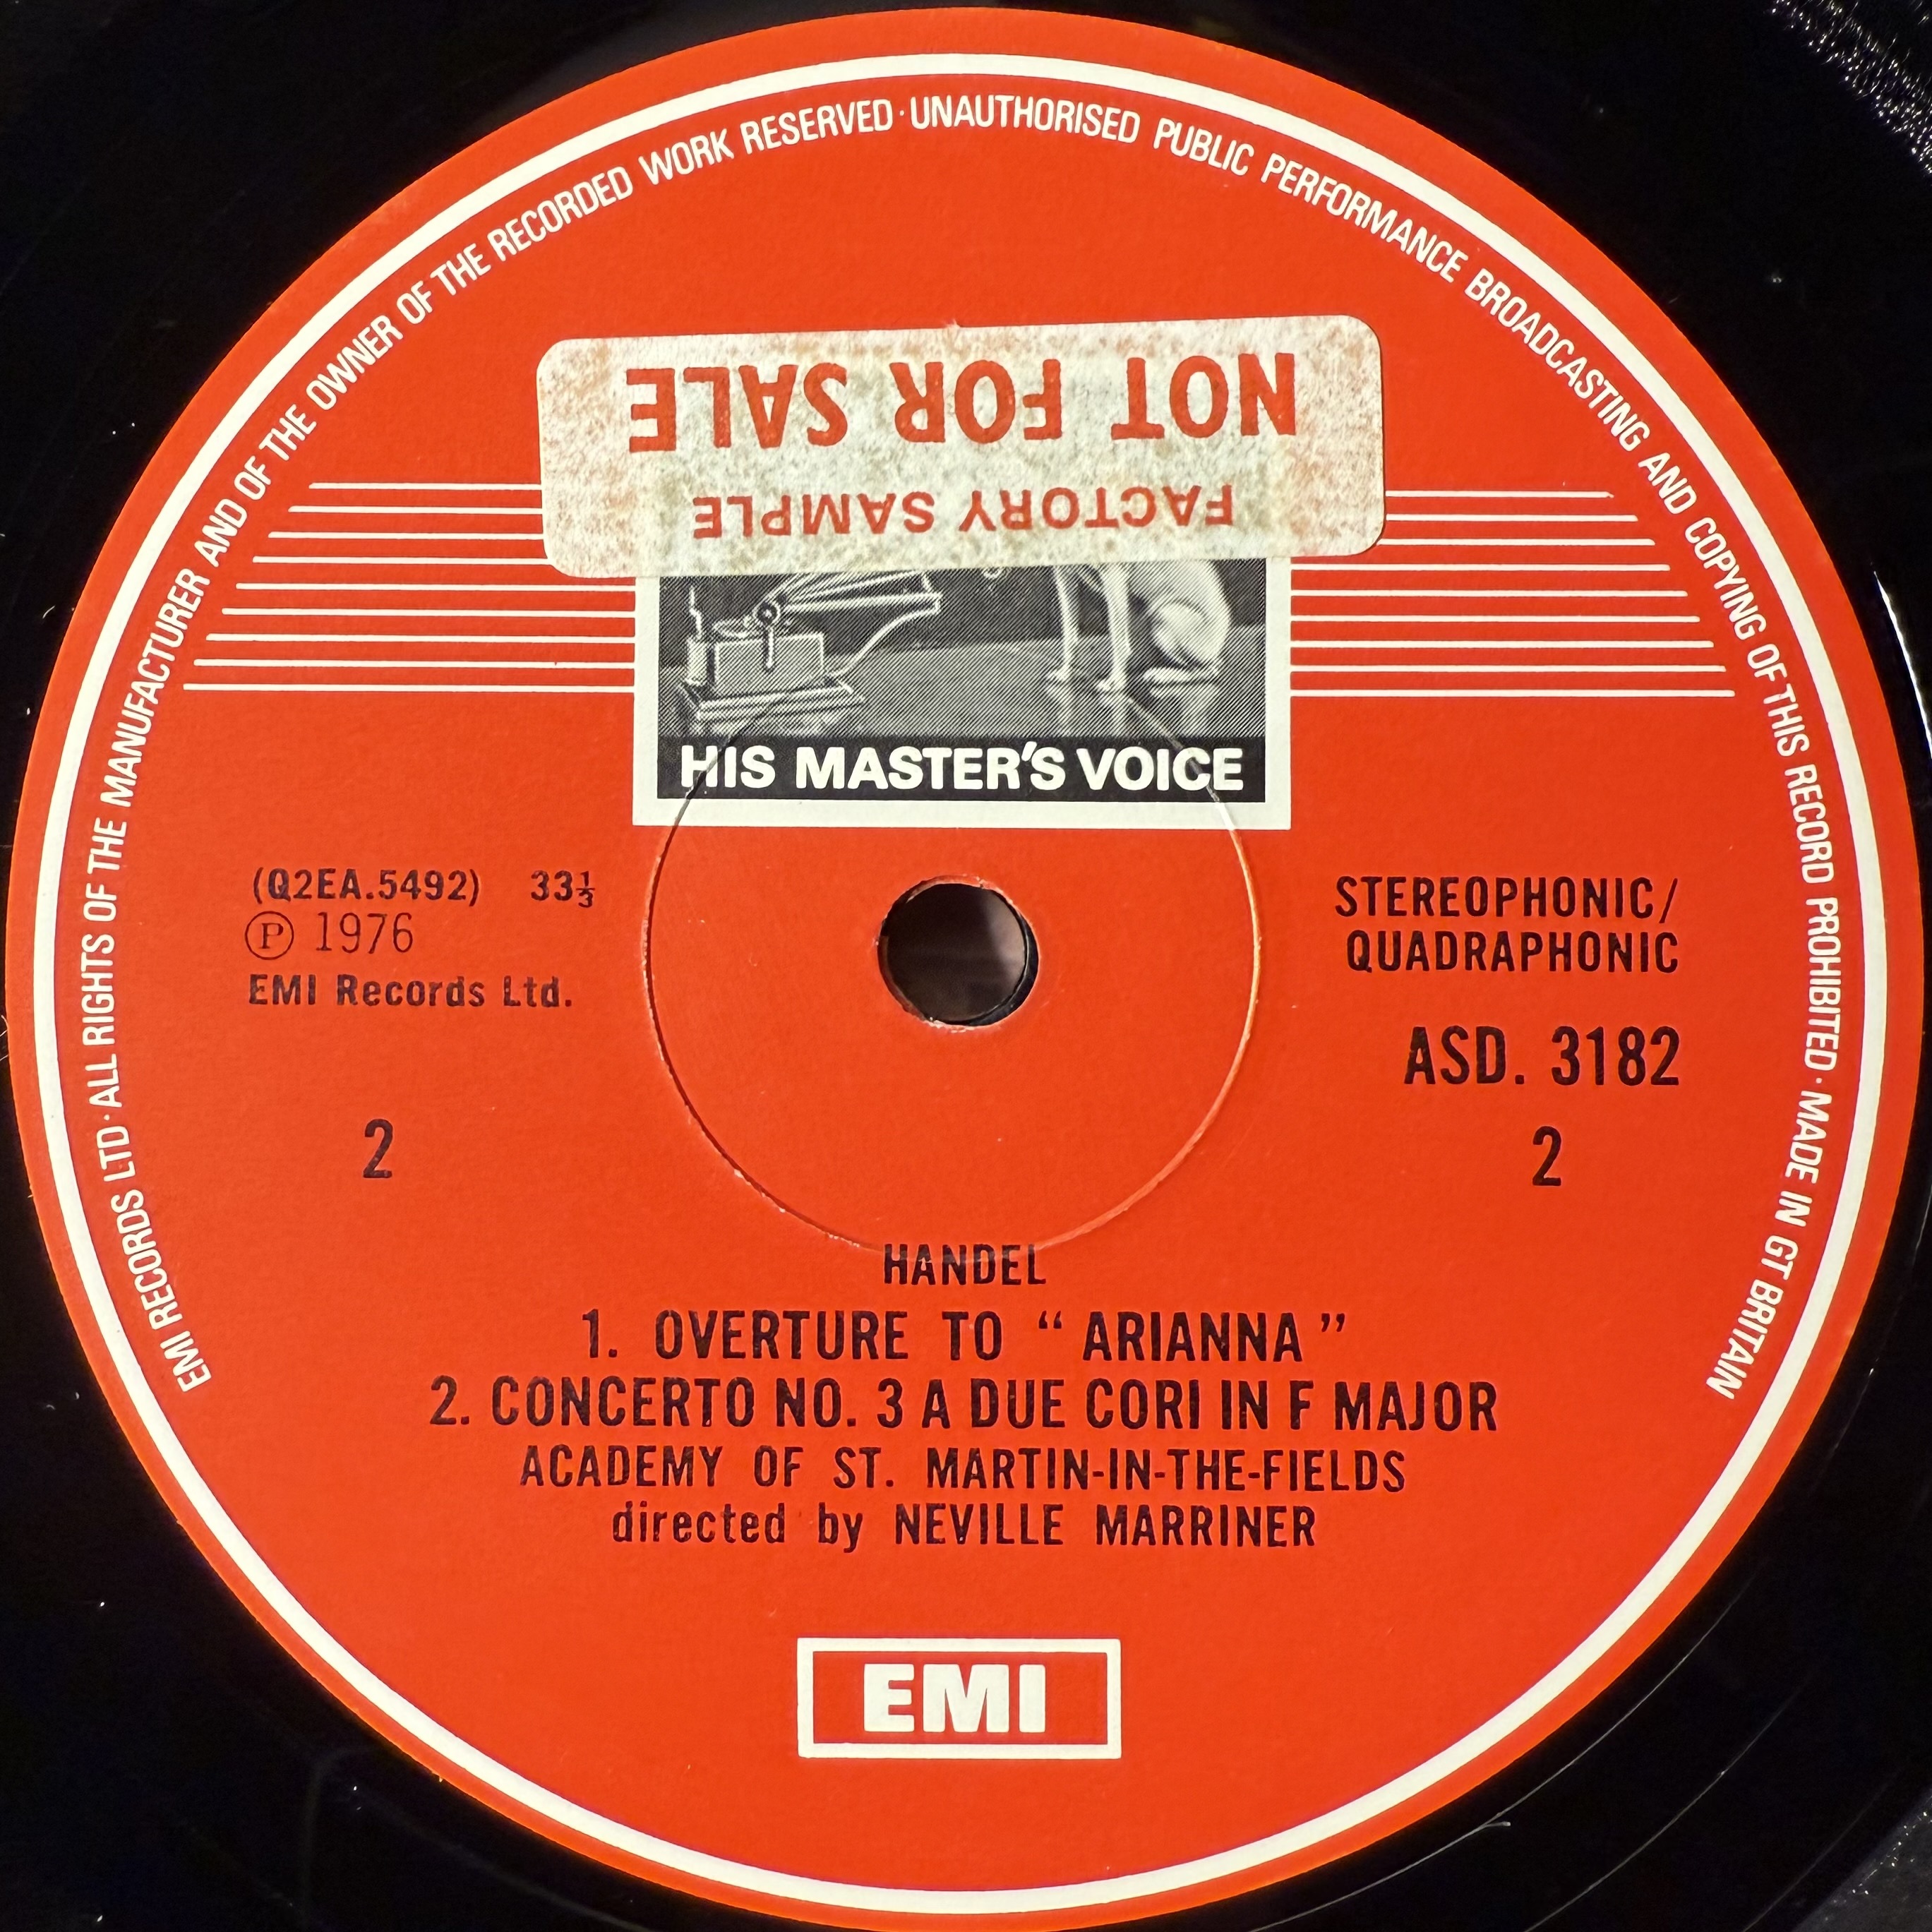 EMI RECORDS LTD · ALL RIGHTS OF THE MANUFACTURER AND OF THE OWNER OF THE RECORDED WORK RESERVED · UNAUTHORISED PUBLIC PERFORMANCE BROADCASTING AND COPYING OF THIS RECORD PROHIBITED · MADE IN GT BRITAIN
FACTORY SAMPLE
NOT FOR SALE
HIS MASTER'S VOICE
(Q2EA.5492) 33⅓
Ⓟ 1976
EMI Records Ltd.
2
STEREOPHONIC/
QUADRAPHONIC
ASD. 3182
2
HANDEL
1. OVERTURE TO “ ARIANNA ”
2. CONCERTO NO. 3 A DUE CORI IN F MAJOR
ACADEMY OF ST. MARTIN-IN-THE-FIELDS
directed by NEVILLE MARRINER
EMI